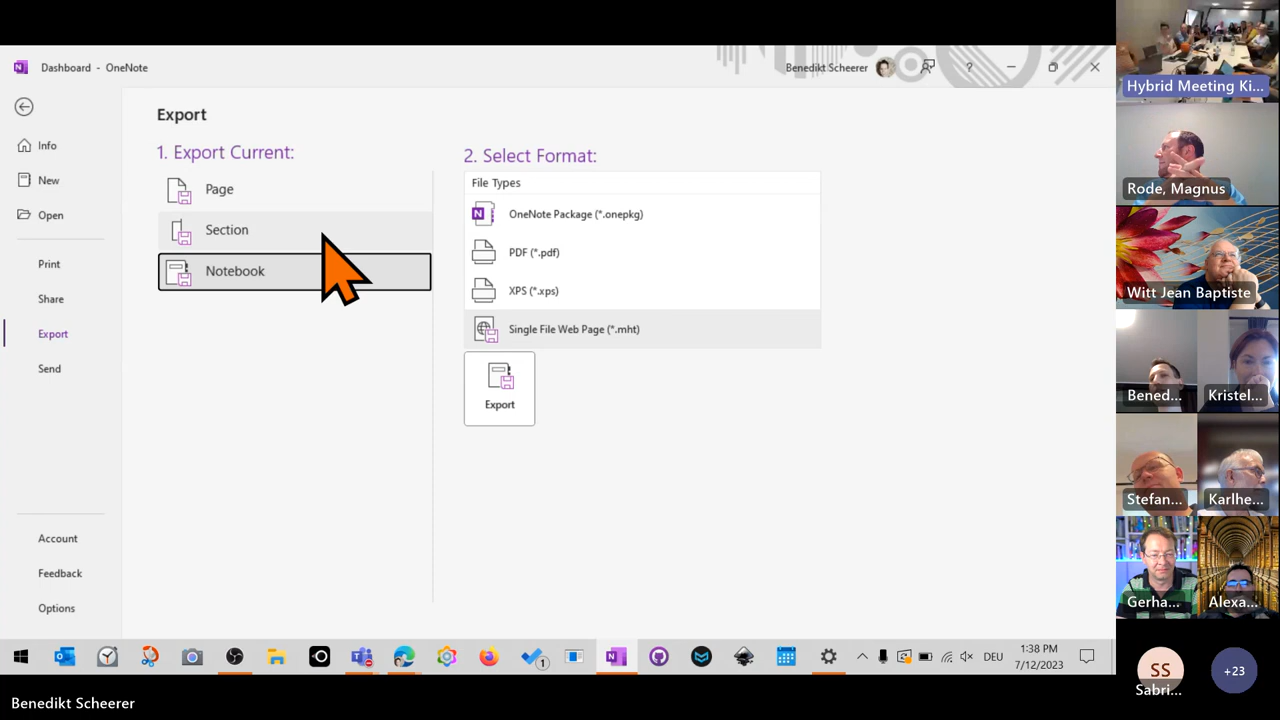 Dashboard - OneNote
Benedikt Scheerer
?
Info
New
Open
Print
Share
Export
Send
Account
Feedback
Options
Export
1. Export Current:
Page
Section
Notebook
2. Select Format:
File Types
OneNote Package (*.onepkg)
PDF (*.pdf)
XPS (*.xps)
Single File Web Page (*.mht)
Export
1
DEU
1:38 PM
7/12/2023
Benedikt Scheerer
Hybrid Meeting Ki...
Rode, Magnus
Witt Jean Baptiste
Bened...
Kristel...
Stefan...
Karlhe...
Gerha...
Alexa...
SS
Sabri...
+23